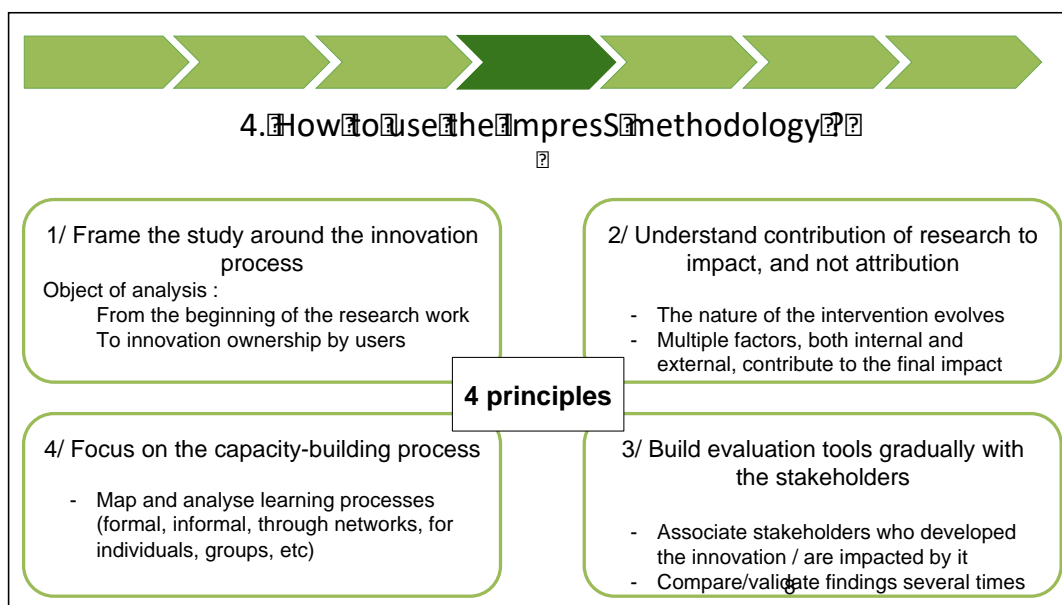 4. How to use the ImpresS methodology ?
1/ Frame the study around the innovation
process
Object of analysis :
From the beginning of the research work
To innovation ownership by users
2/ Understand contribution of research to
impact, and not attribution
- The nature of the intervention evolves
- Multiple factors, both internal and
external, contribute to the final impact
4 principles
4/ Focus on the capacity-building process
- Map and analyse learning processes
(formal, informal, through networks, for
individuals, groups, etc)
3/ Build evaluation tools gradually with
the stakeholders
- Associate stakeholders who developed
the innovation / are impacted by it
- Compare/validate findings several times
8